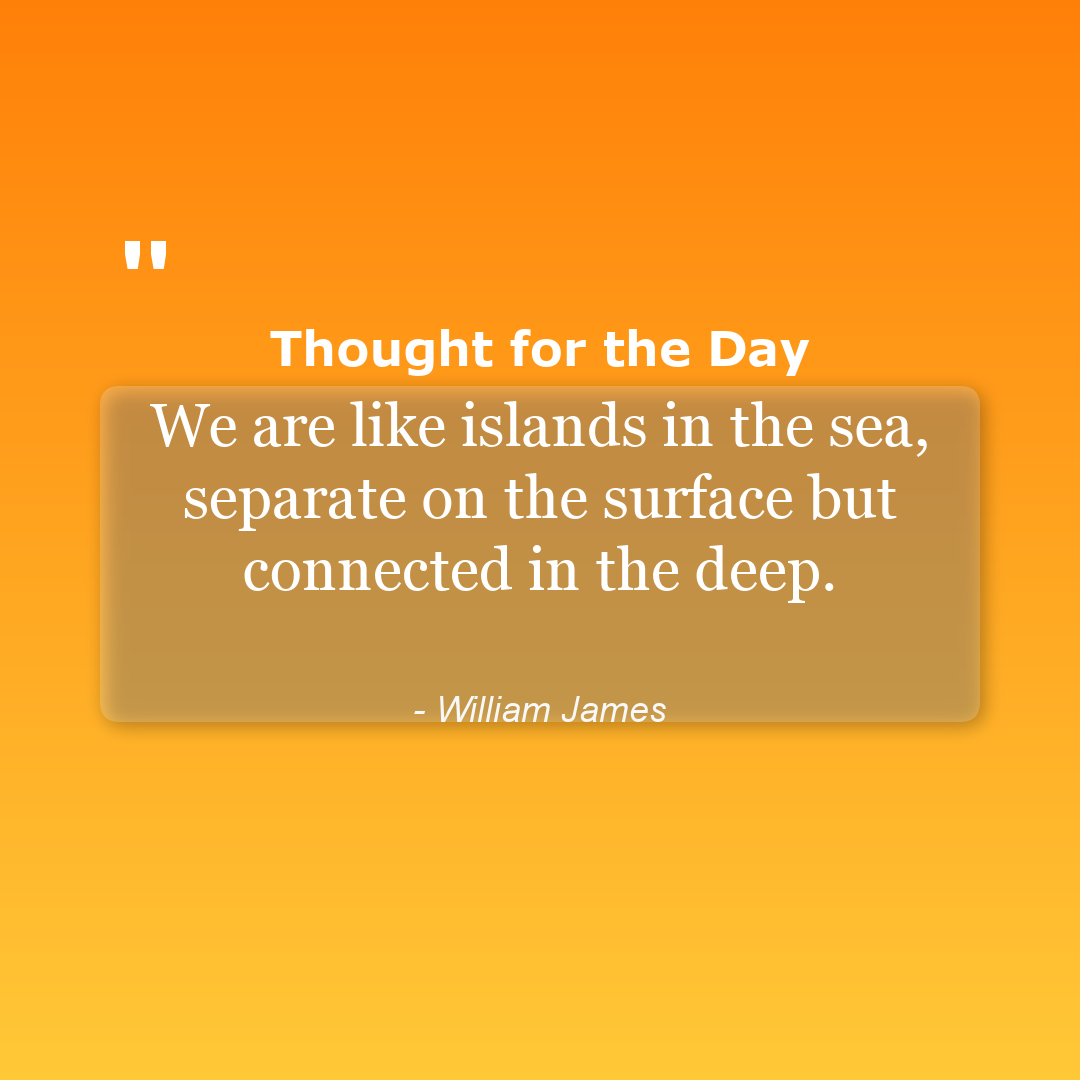 "
Thought for the Day
We are like islands in the sea,
separate on the surface but
connected in the deep.
- William James